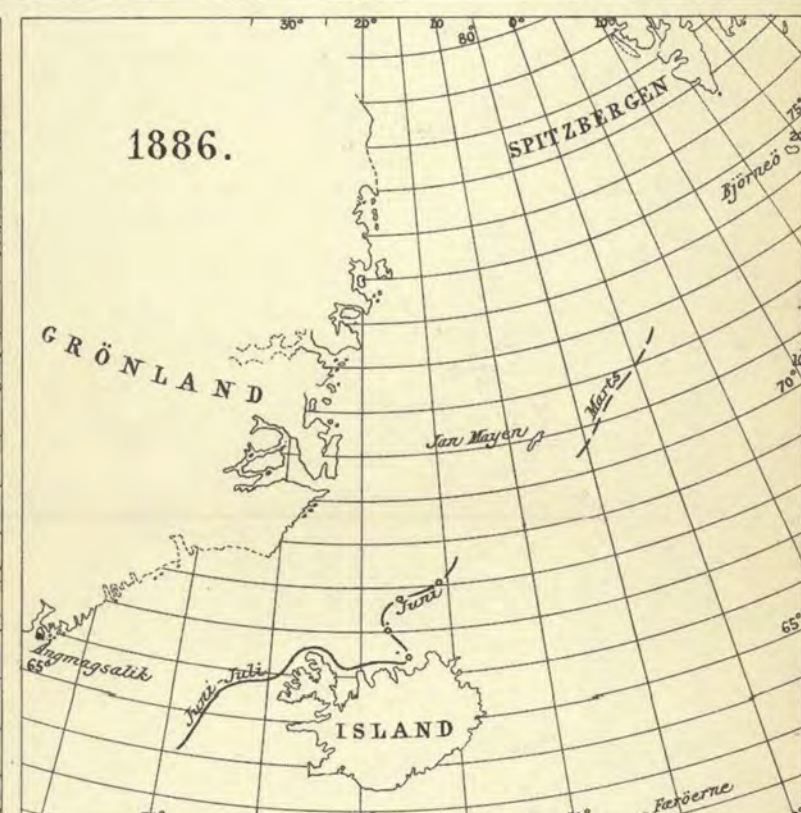 30° 20° 10 0° 10°
80°
1886.
SPITZBERGEN
75°
Björneö
GRÖNLAND
Marts
70°
Jan Mayen
Juni
65°
Angmagsalik
65°
Juni-Juli
ISLAND
Færöerne